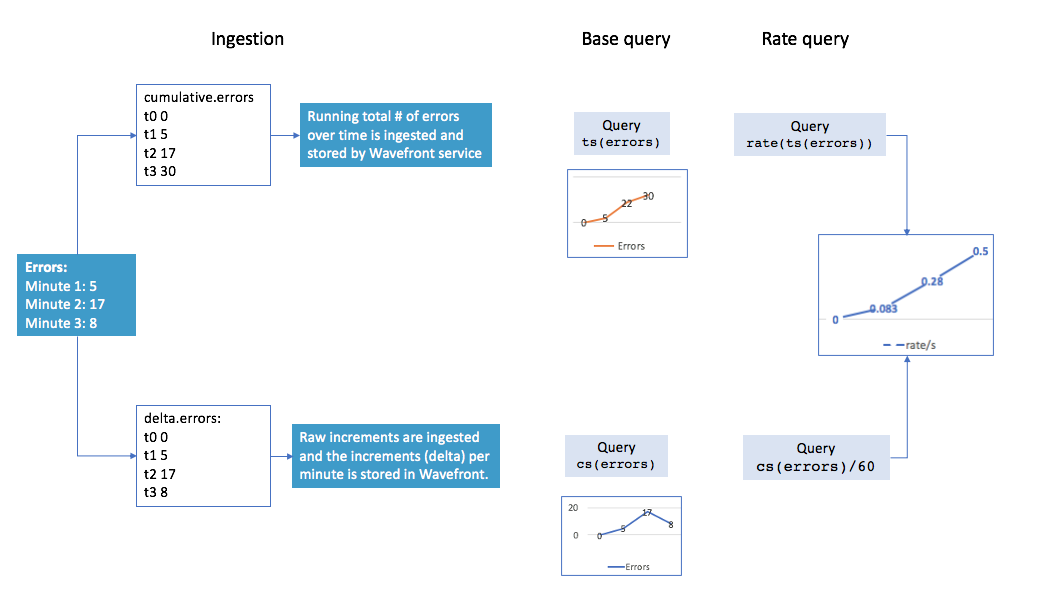 Ingestion
Base query
Rate query
cumulative.errors
t0 0
t1 5
t2 17
t3 30
Running total # of errors
over time is ingested and
stored by Wavefront service
Query
ts(errors)
Query
rate(ts(errors))
0
5
22
30
Errors
Errors:
Minute 1: 5
Minute 2: 17
Minute 3: 8
0
0.083
0.28
0.5
rate/s
delta.errors:
t0 0
t1 5
t2 17
t3 8
Raw increments are ingested
and the increments (delta) per
minute is stored in Wavefront.
Query
cs(errors)
Query
cs(errors)/60
20
0
0
5
17
8
Errors